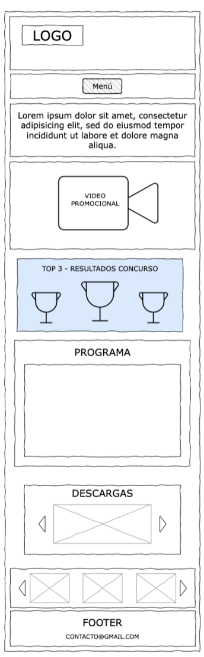 LOGO
Menú
Lorem ipsum dolor sit amet, consectetur
adipisicing elit, sed do eiusmod tempor
incididunt ut labore et dolore magna
aliqua.
VIDEO
PROMOCIONAL
TOP 3 - RESULTADOS CONCURSO
PROGRAMA
DESCARGAS
FOOTER
CONTACTO@GMAIL.COM